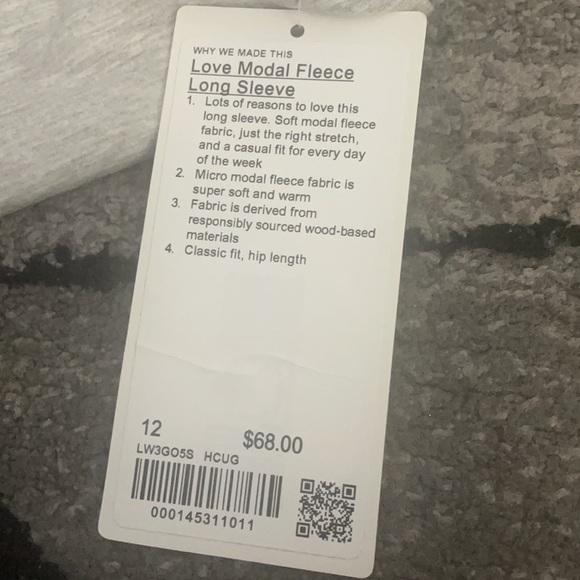 WHY WE MADE THIS
Love Modal Fleece
Long Sleeve
1. Lots of reasons to love this
long sleeve. Soft modal fleece
fabric, just the right stretch,
and a casual fit for every day
of the week
2. Micro modal fleece fabric is
super soft and warm
3. Fabric is derived from
responsibly sourced wood-based
materials
4. Classic fit, hip length
12 $68.00
LW3GO5S HCUG
000145311011